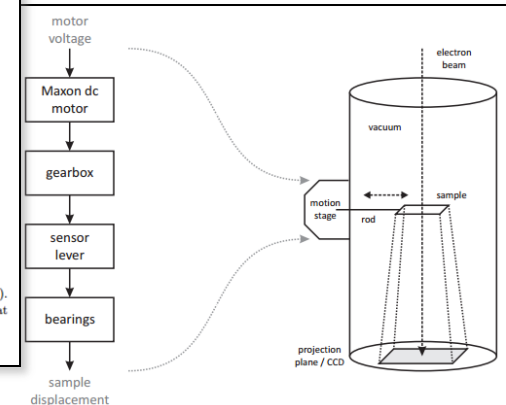 motor
voltage
Maxon dc
motor
gearbox
sensor
lever
bearings
sample
displacement
).
at
electron
beam
vacuum
motion
stage
rod
sample
projection
plane / CCD